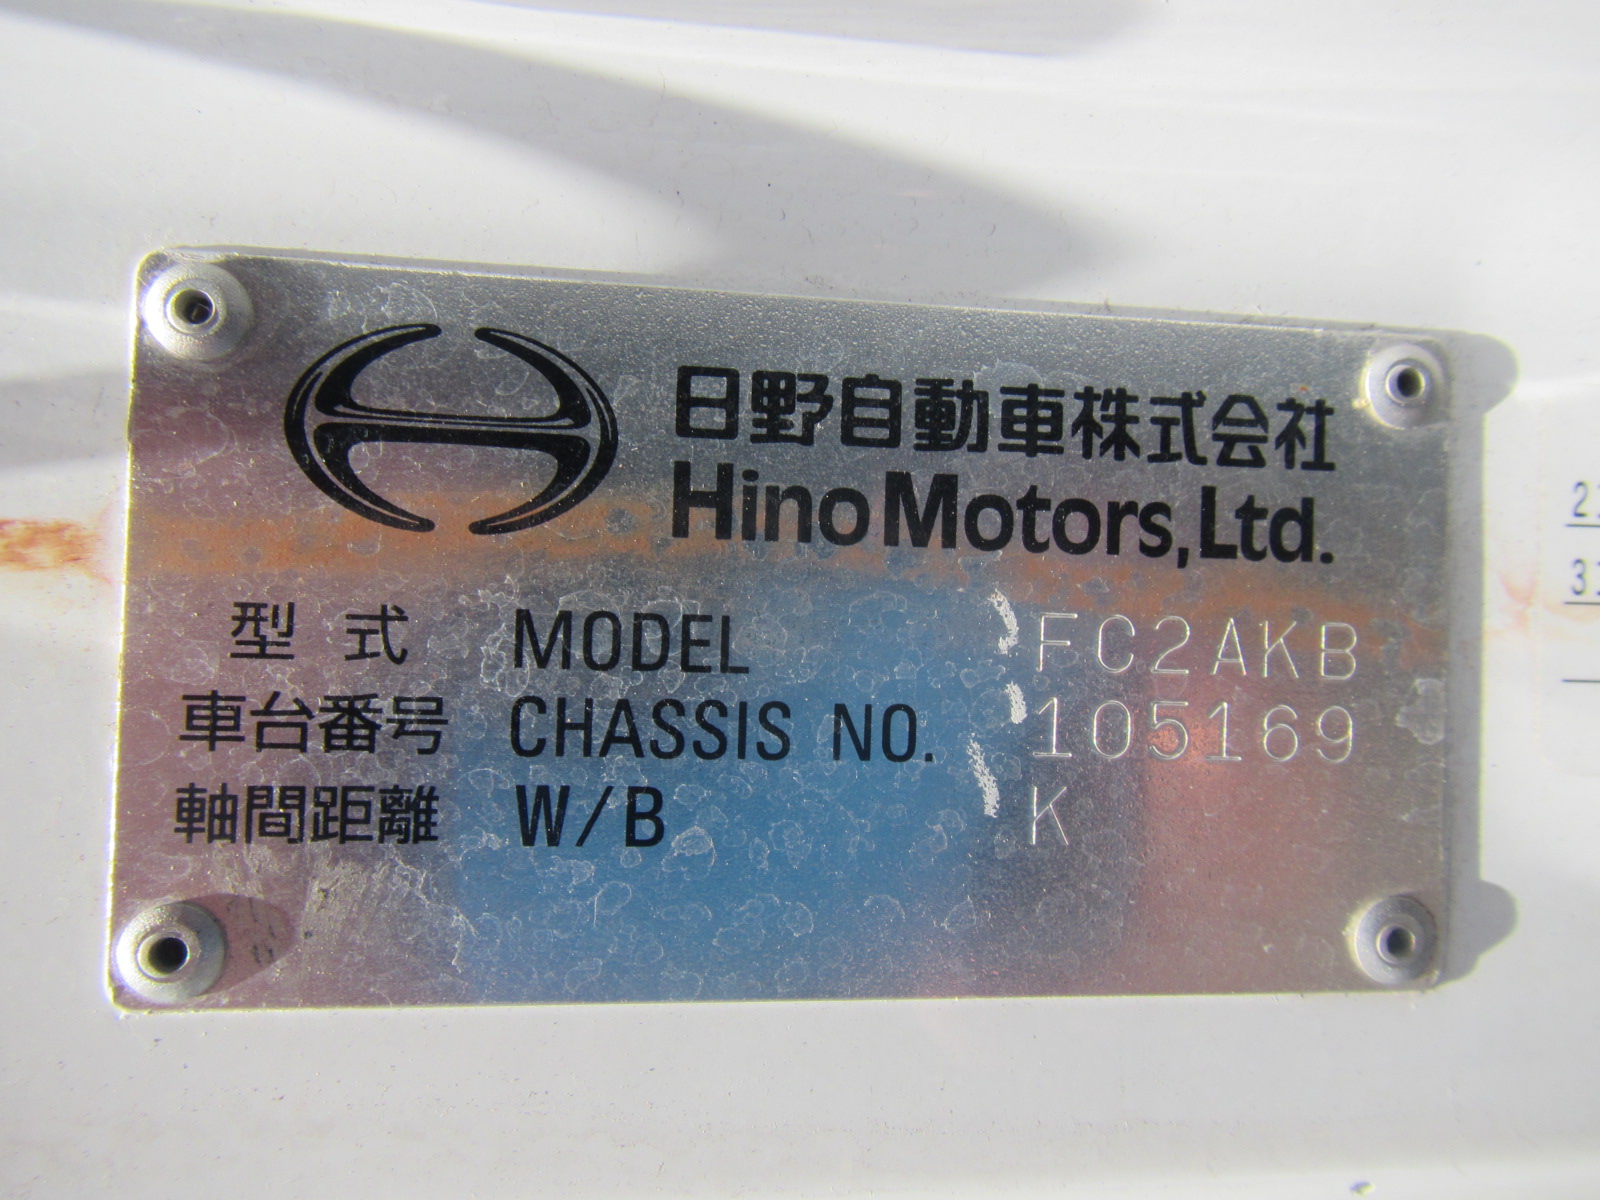 日野自動車株式会社
Hino Motors, Ltd.
型式 MODEL FC2AKB
車台番号 CHASSIS NO. 105169
軸間距離 W/B K